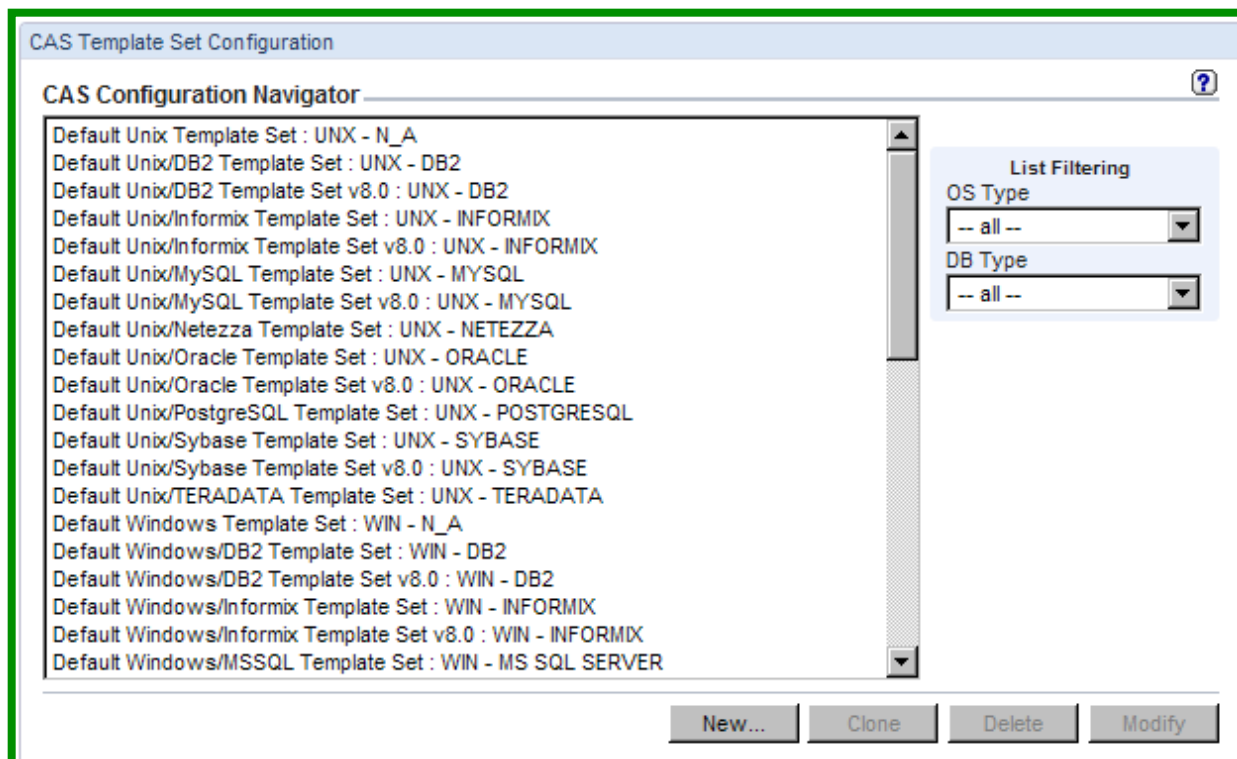 CAS Template Set Configuration
CAS Configuration Navigator
?
Default Unix Template Set : UNX - N_A
Default Unix/DB2 Template Set : UNX - DB2
Default Unix/DB2 Template Set v8.0 : UNX - DB2
Default Unix/Informix Template Set : UNX - INFORMIX
Default Unix/Informix Template Set v8.0 : UNX - INFORMIX
Default Unix/MySQL Template Set : UNX - MYSQL
Default Unix/MySQL Template Set v8.0 : UNX - MYSQL
Default Unix/Netezza Template Set : UNX - NETEZZA
Default Unix/Oracle Template Set : UNX - ORACLE
Default Unix/Oracle Template Set v8.0 : UNX - ORACLE
Default Unix/PostgreSQL Template Set : UNX - POSTGRESQL
Default Unix/Sybase Template Set : UNX - SYBASE
Default Unix/Sybase Template Set v8.0 : UNX - SYBASE
Default Unix/TERADATA Template Set : UNX - TERADATA
Default Windows Template Set : WIN - N_A
Default Windows/DB2 Template Set : WIN - DB2
Default Windows/DB2 Template Set v8.0 : WIN - DB2
Default Windows/Informix Template Set : WIN - INFORMIX
Default Windows/Informix Template Set v8.0 : WIN - INFORMIX
Default Windows/MSSQL Template Set : WIN - MS SQL SERVER
List Filtering
OS Type
-- all --
DB Type
-- all --
New... Clone Delete Modify